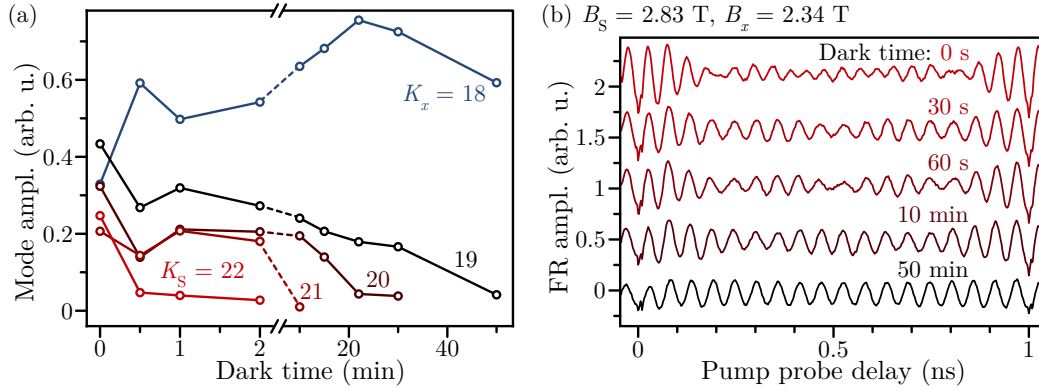 (a)
Mode ampl. (arb. u.)
0.6
0.4
0.2
0
K_x = 18
K_S = 22
21
20
19
0 1 2 20 40
Dark time (min)
(b) B_S = 2.83 T, B_x = 2.34 T
FR ampl. (arb. u.)
2
1.5
1
0.5
0
Dark time: 0 s
30 s
60 s
10 min
50 min
0 0.5 1
Pump probe delay (ns)